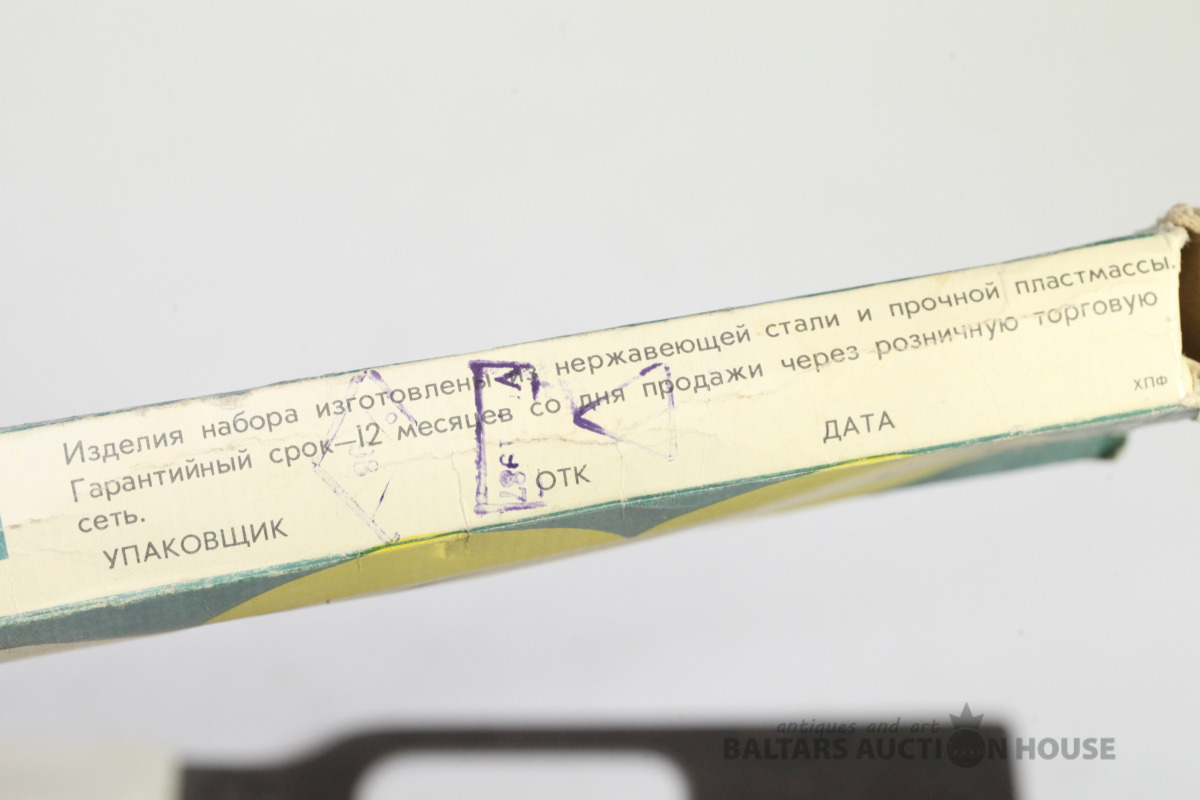 Изделия набора изготовлены из нержавеющей стали и прочной пластмассы.
Гарантийный срок—12 месяцев со дня продажи через розничную торговую
сеть.
ХПФ
УПАКОВЩИК
ОТК
ДАТА
1987
antiques and art
BALTARS AUCTION HOUSE